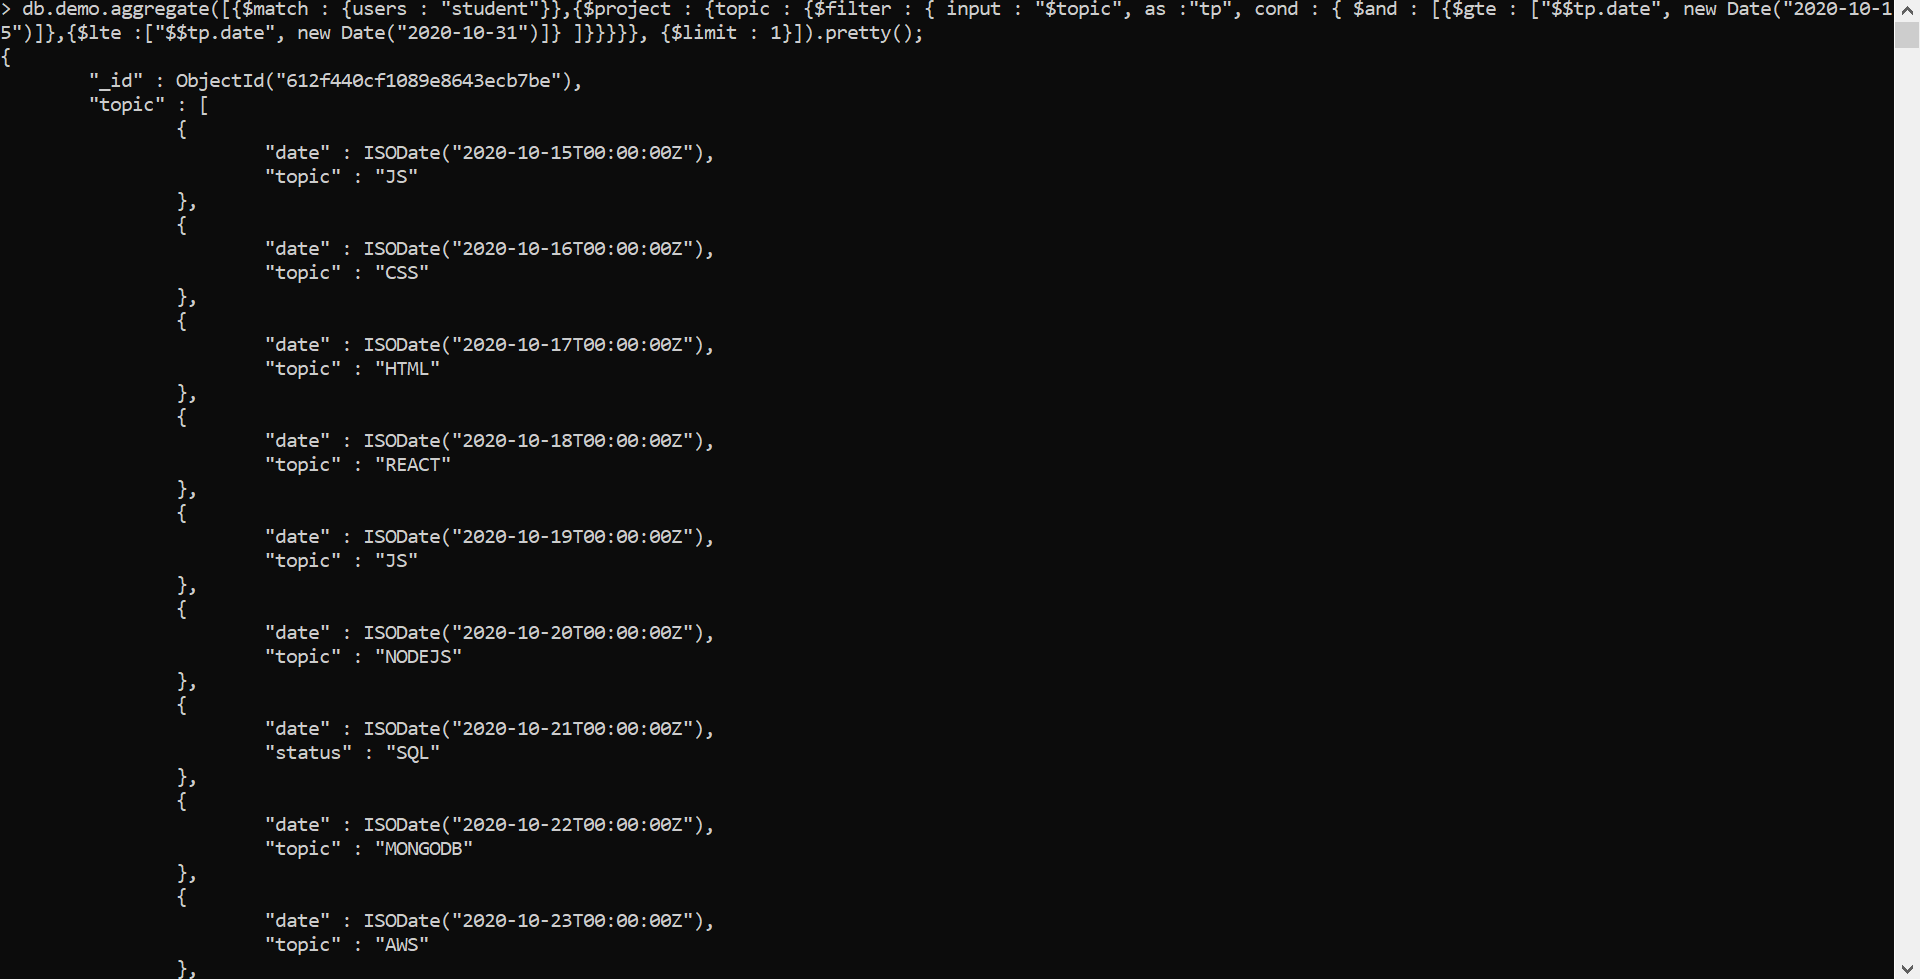 > db.demo.aggregate([{$match : {users : "student"}},{$project : {topic : {$filter : { input : "$topic", as :"tp", cond : { $and : [{$gte : ["$$tp.date", new Date("2020-10-1
5")]},{$lte :["$$tp.date", new Date("2020-10-31")]} ]}}}}}, {$limit : 1}]).pretty();
{
"_id" : ObjectId("612f440cf1089e8643ecb7be"),
"topic" : [
{
"date" : ISODate("2020-10-15T00:00:00Z"),
"topic" : "JS"
},
{
"date" : ISODate("2020-10-16T00:00:00Z"),
"topic" : "CSS"
},
{
"date" : ISODate("2020-10-17T00:00:00Z"),
"topic" : "HTML"
},
{
"date" : ISODate("2020-10-18T00:00:00Z"),
"topic" : "REACT"
},
{
"date" : ISODate("2020-10-19T00:00:00Z"),
"topic" : "JS"
},
{
"date" : ISODate("2020-10-20T00:00:00Z"),
"topic" : "NODEJS"
},
{
"date" : ISODate("2020-10-21T00:00:00Z"),
"status" : "SQL"
},
{
"date" : ISODate("2020-10-22T00:00:00Z"),
"topic" : "MONGODB"
},
{
"date" : ISODate("2020-10-23T00:00:00Z"),
"topic" : "AWS"
},